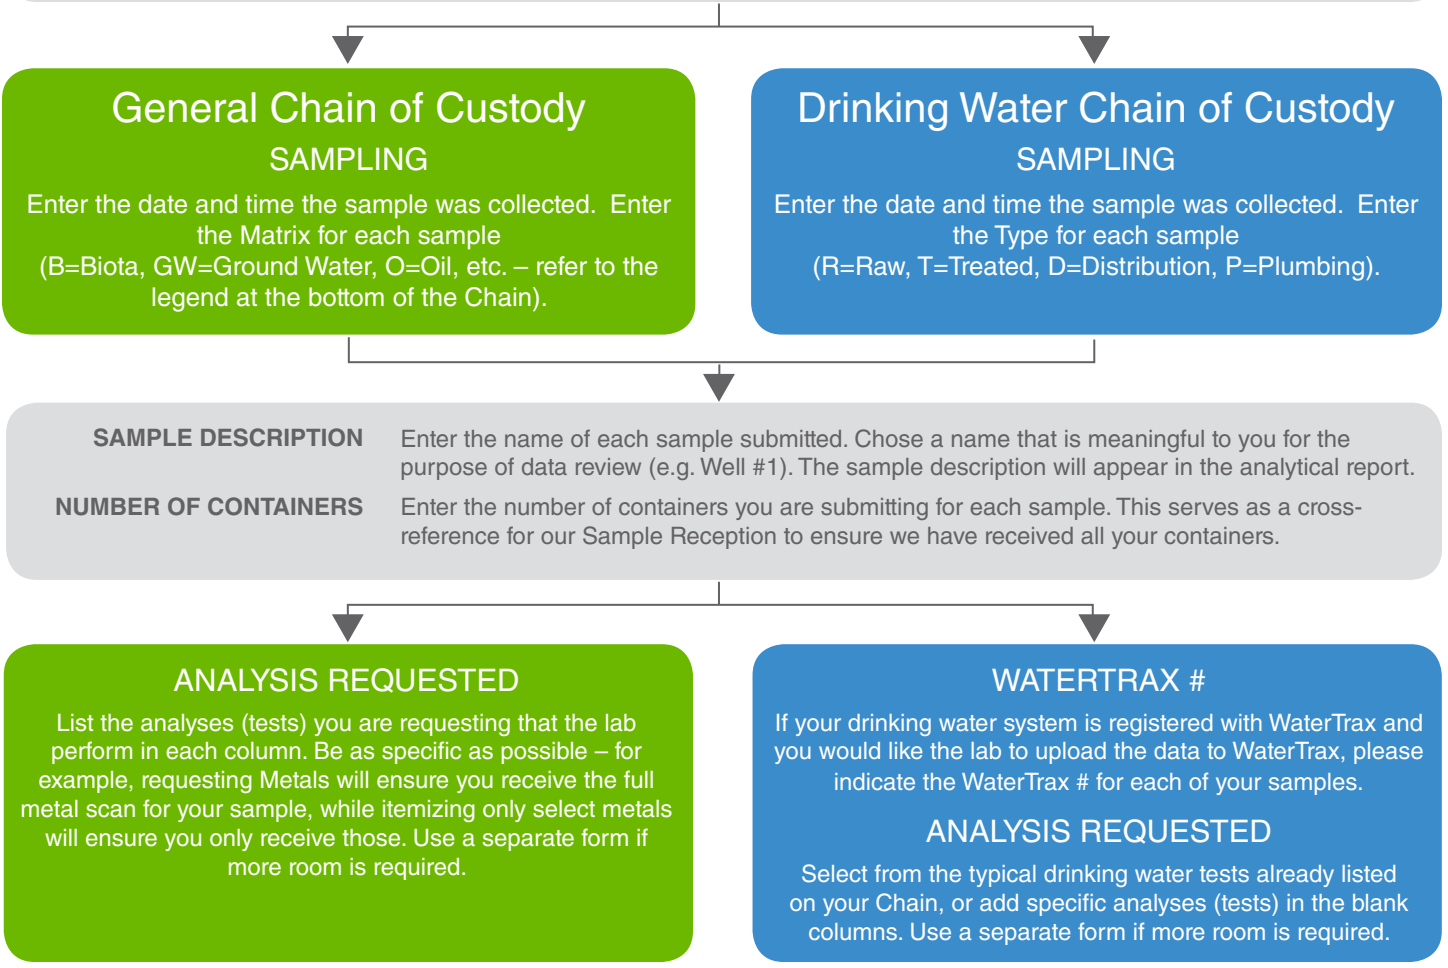 General Chain of Custody
SAMPLING
Enter the date and time the sample was collected.  Enter
the Matrix for each sample
(B=Biota, GW=Ground Water, O=Oil, etc. – refer to the
legend at the bottom of the Chain).
Drinking Water Chain of Custody
SAMPLING
Enter the date and time the sample was collected.  Enter
the Type for each sample
(R=Raw, T=Treated, D=Distribution, P=Plumbing).
SAMPLE DESCRIPTION
Enter the name of each sample submitted. Chose a name that is meaningful to you for the
purpose of data review (e.g. Well #1). The sample description will appear in the analytical report.
NUMBER OF CONTAINERS
Enter the number of containers you are submitting for each sample. This serves as a cross-
reference for our Sample Reception to ensure we have received all your containers.
ANALYSIS REQUESTED
List the analyses (tests) you are requesting that the lab
perform in each column. Be as specific as possible – for
example, requesting Metals will ensure you receive the full
metal scan for your sample, while itemizing only select metals
will ensure you only receive those. Use a separate form if
more room is required.
WATERTRAX #
If your drinking water system is registered with WaterTrax and
you would like the lab to upload the data to WaterTrax, please
indicate the WaterTrax # for each of your samples.
ANALYSIS REQUESTED
Select from the typical drinking water tests already listed
on your Chain, or add specific analyses (tests) in the blank
columns. Use a separate form if more room is required.